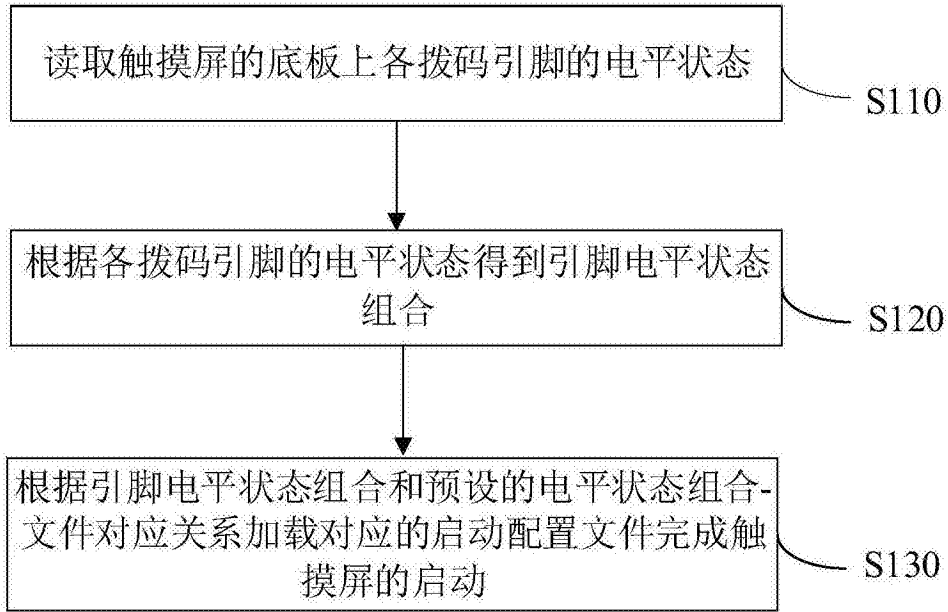 读取触摸屏的底板上各拨码引脚的电平状态
S110
根据各拨码引脚的电平状态得到引脚电平状态
组合
S120
根据引脚电平状态组合和预设的电平状态组合-
文件对应关系加载对应的启动配置文件完成触
摸屏的启动
S130